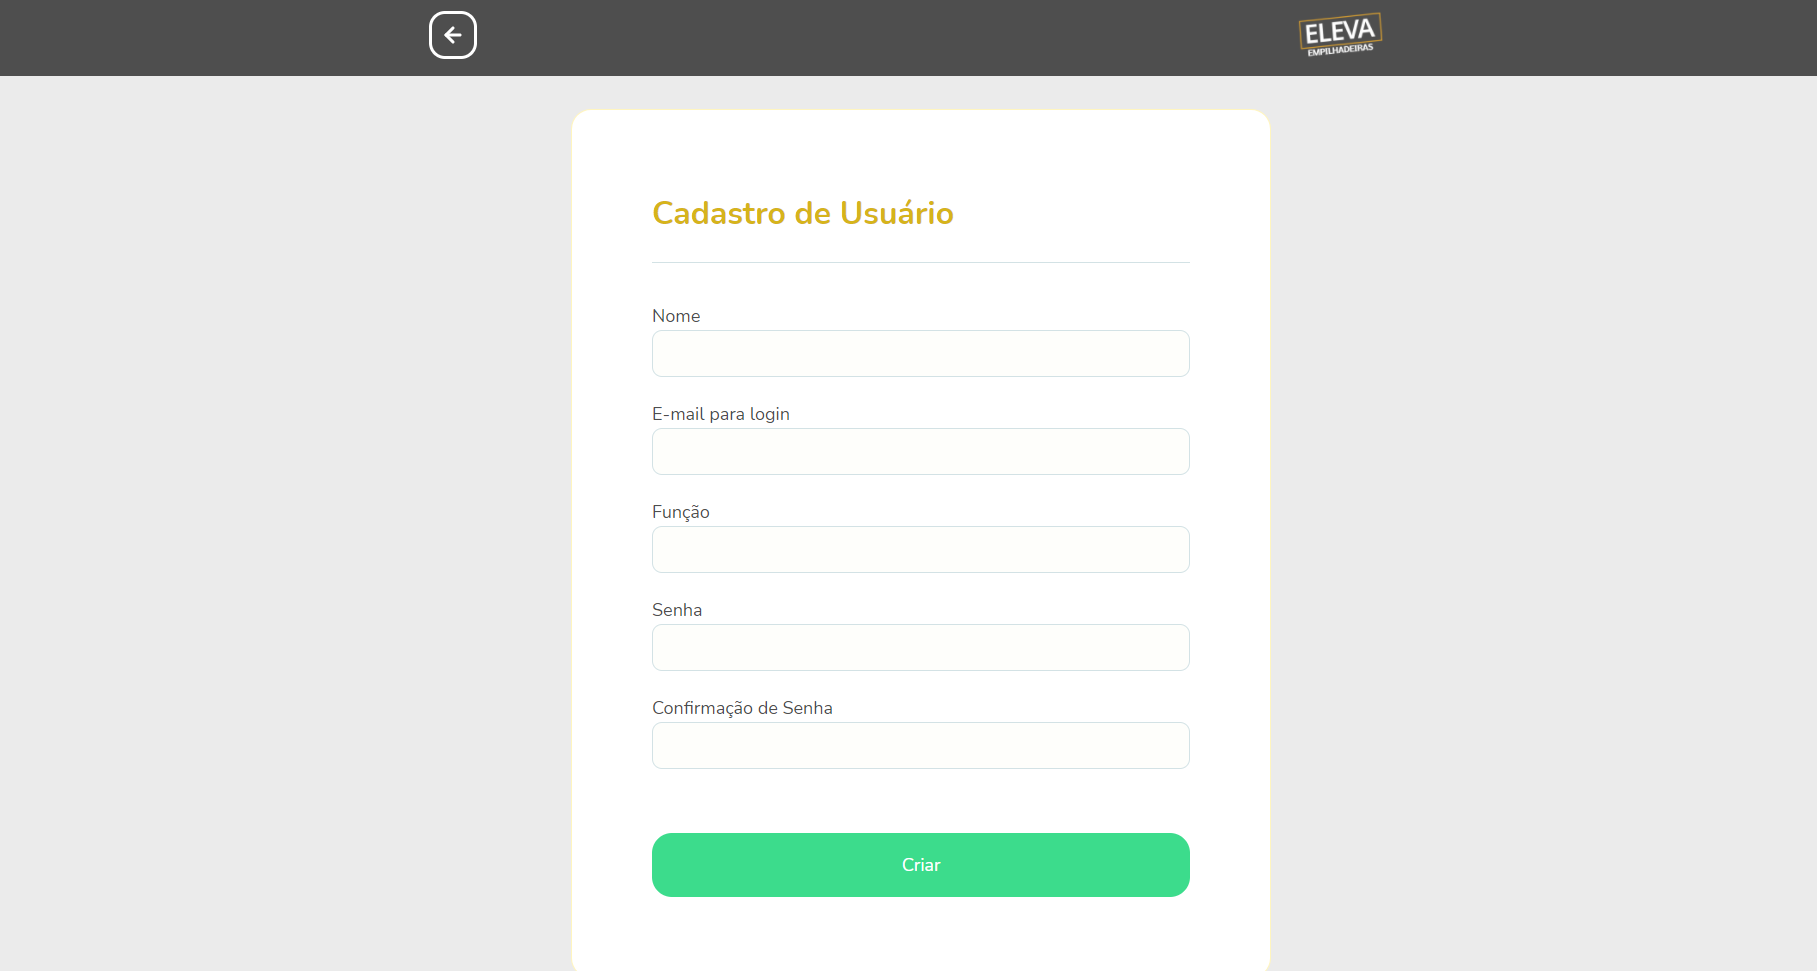 ELEVA
EMPILHADEIRAS
Cadastro de Usuário
Nome
E-mail para login
Função
Senha
Confirmação de Senha
Criar